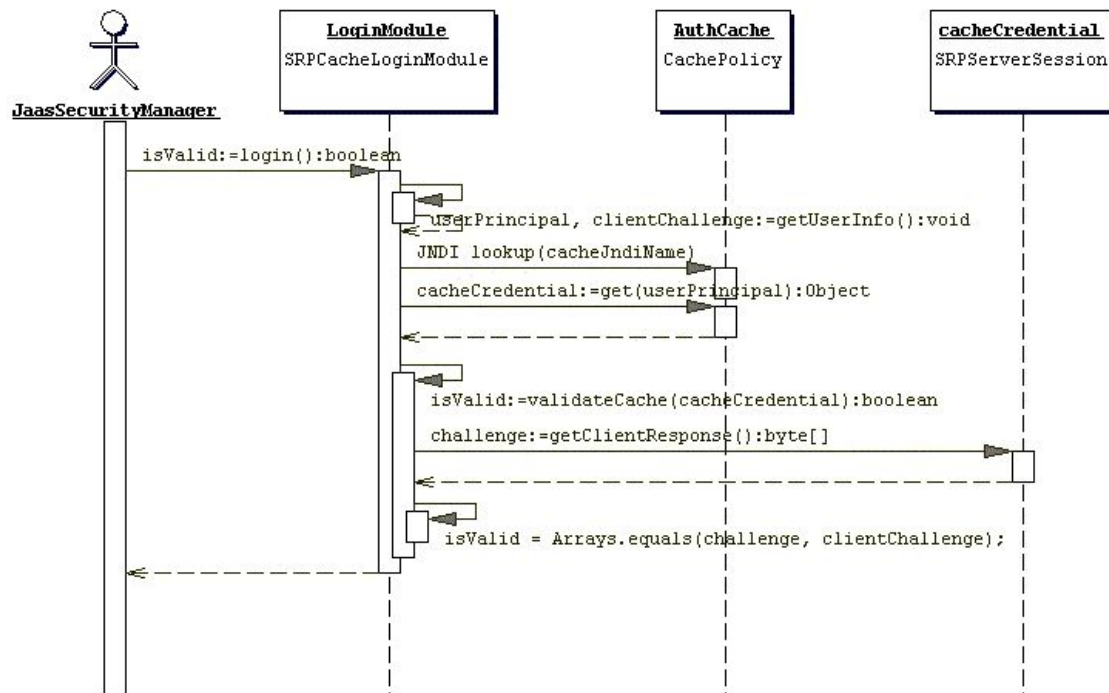 LoginModule
SRPCacheLoginModule
AuthCache
CachePolicy
cacheCredential
SRPServerSession
JaasSecurityManager
isValid:=login():boolean
userPrincipal, clientChallenge:=getUserInfo():void
JNDI lookup(cacheJndiName)
cacheCredential:=get(userPrincipal):Object
isValid:=validateCache(cacheCredential):boolean
challenge:=getClientResponse():byte[]
isValid = Arrays.equals(challenge, clientChallenge);